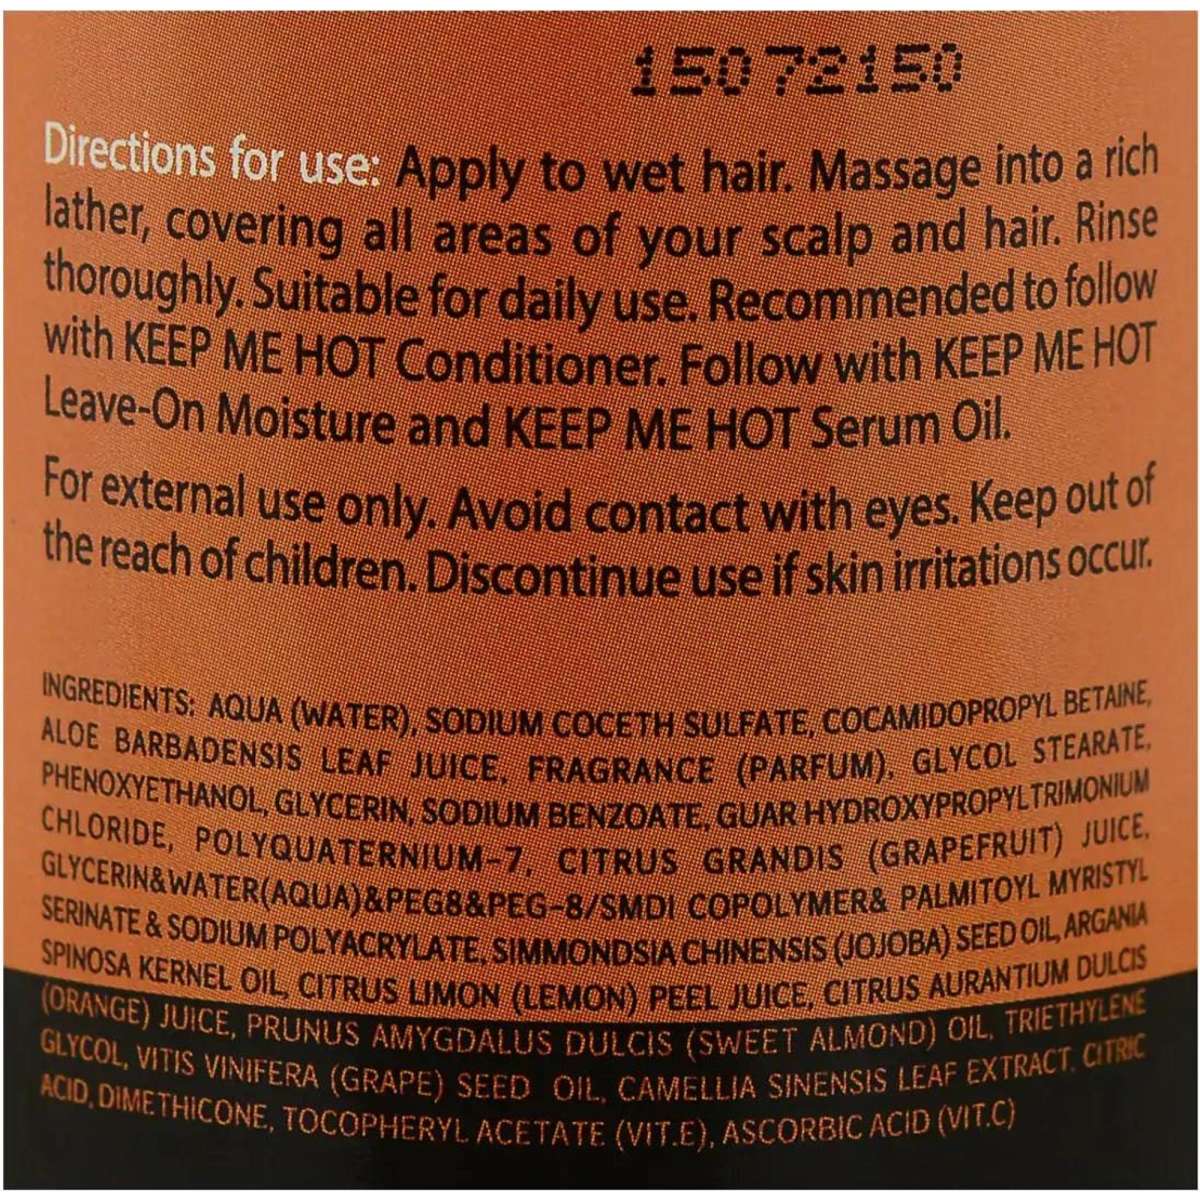 15072150
Directions for use: Apply to wet hair. Massage into a rich
lather, covering all areas of your scalp and hair. Rinse
thoroughly. Suitable for daily use. Recommended to follow
with KEEP ME HOT Conditioner. Follow with KEEP ME HOT
Leave-On Moisture and KEEP ME HOT Serum Oil.
For external use only. Avoid contact with eyes. Keep out of
the reach of children. Discontinue use if skin irritations occur.
INGREDIENTS: AQUA (WATER), SODIUM COCETH SULFATE, COCAMIDOPROPYL BETAINE,
ALOE BARBADENSIS LEAF JUICE, FRAGRANCE (PARFUM), GLYCOL STEARATE,
PHENOXYETHANOL, GLYCERIN, SODIUM BENZOATE, GUAR HYDROXYPROPYLTRIMONIUM
CHLORIDE, POLYQUATERNIUM-7, CITRUS GRANDIS (GRAPEFRUIT) JUICE,
GLYCERIN&WATER(AQUA)&PEG8&PEG-8/SMDI COPOLYMER& PALMITOYL MYRISTYL
SERINATE & SODIUM POLYACRYLATE, SIMMONDSIA CHINENSIS (JOJOBA) SEED OIL, ARGANIA
SPINOSA KERNEL OIL, CITRUS LIMON (LEMON) PEEL JUICE, CITRUS AURANTIUM DULCIS
(ORANGE) JUICE, PRUNUS AMYGDALUS DULCIS (SWEET ALMOND) OIL, TRIETHYLENE
GLYCOL, VITIS VINIFERA (GRAPE) SEED OIL, CAMELLIA SINENSIS LEAF EXTRACT. CITRIC
ACID, DIMETHICONE, TOCOPHERYL ACETATE (VIT.E), ASCORBIC ACID (VIT.C)